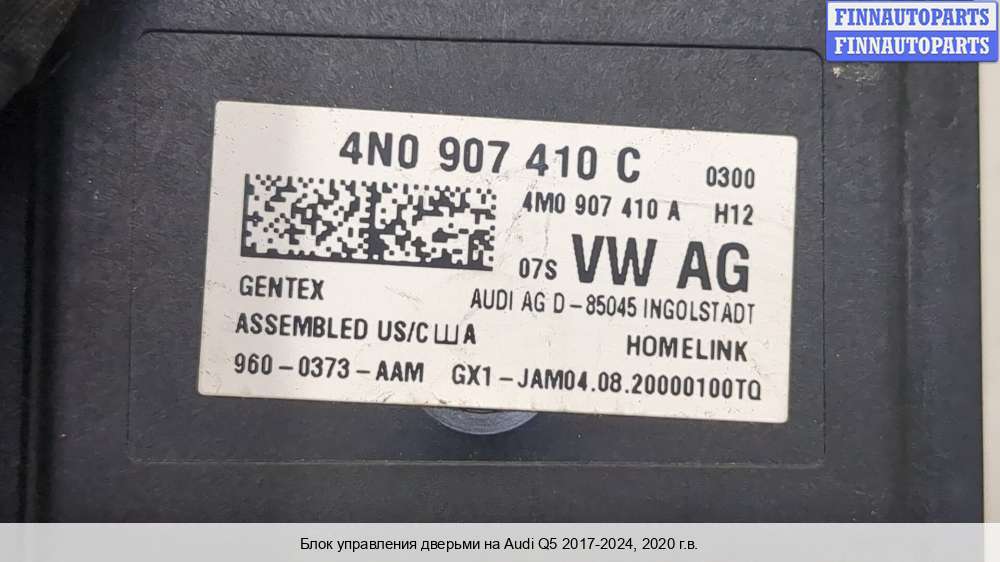 FINNAUTOPARTS
FINNAUTOPARTS
4N0 907 410 C 0300
4M0 907 410 A H12
07S VW AG
GENTEX AUDI AG D-85045 INGOLSTADT
ASSEMBLED US/CШA HOMELINK
960-0373-AAM GX1-JAM04.08.20000100TQ
Блок управления дверьми на Audi Q5 2017-2024, 2020 г.в.